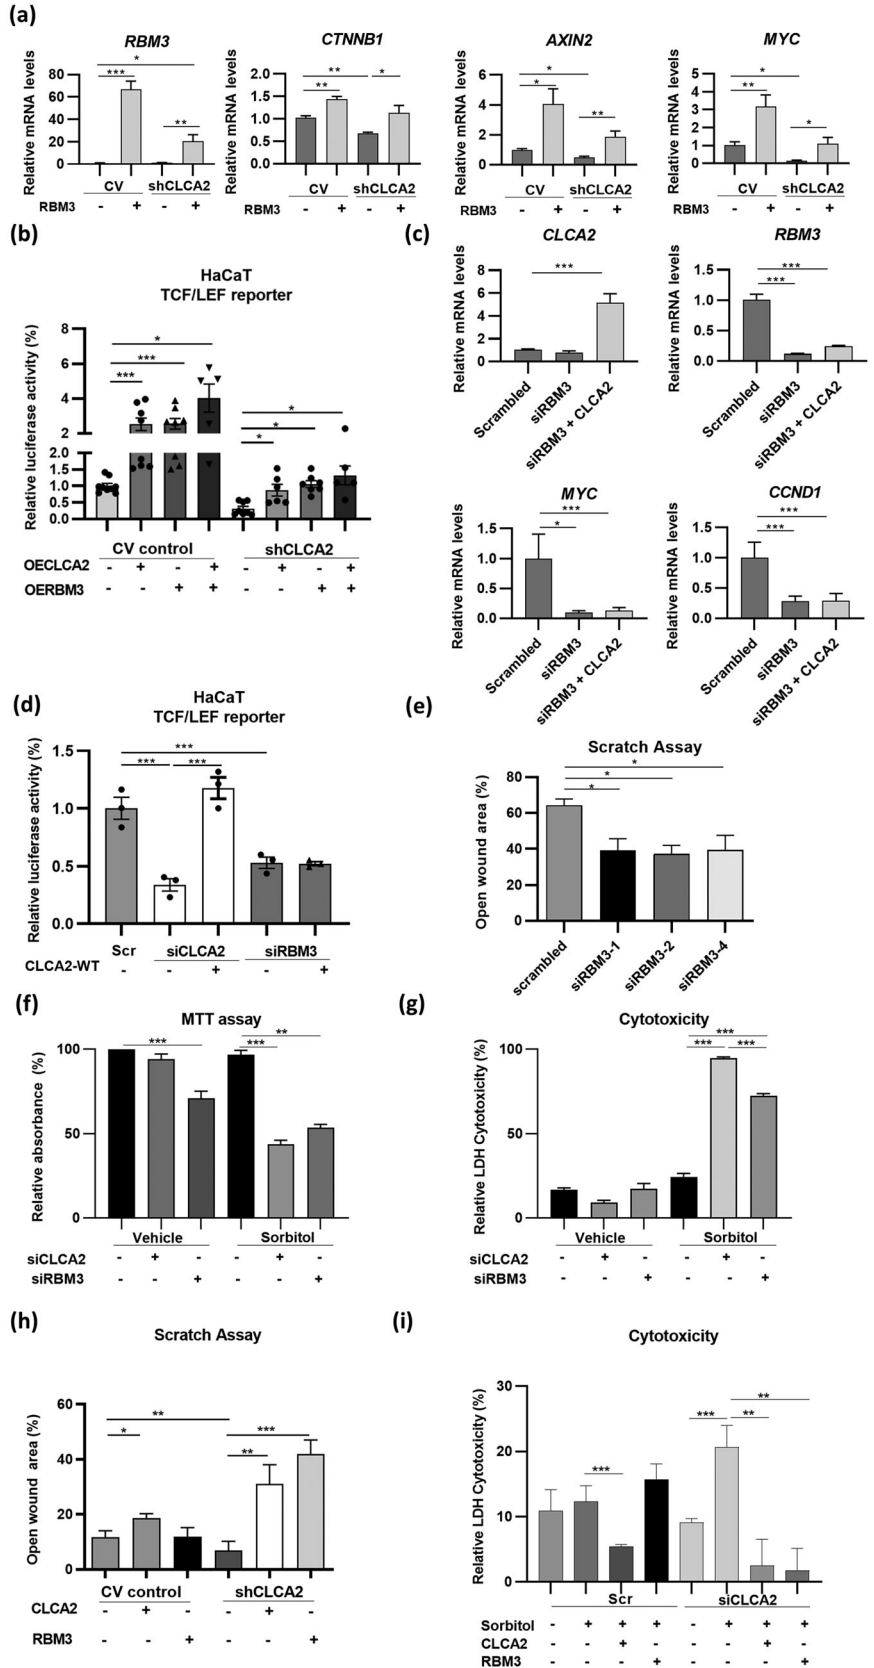 (a)
RBM3
CTNNB1
AXIN2
MYC
Relative mRNA levels
80
60
40
20
0
***
*
**
CV
shCLCA2
RBM3
- + - +
Relative mRNA levels
2.0
1.5
1.0
0.5
0.0
**
**
*
CV
shCLCA2
- + - +
Relative mRNA levels
6
4
2
0
*
*
**
CV
shCLCA2
RBM3
- + - +
Relative mRNA levels
5
4
3
2
1
0
*
**
*
CV
shCLCA2
RBM3
- + - +
(b)
HaCaT
TCF/LEF reporter
Relative luciferase activity (%)
8
6
4
2
2.0
1.5
1.0
0.5
0.0
*
***
***
*
*
*
CV control
shCLCA2
OECLCA2 - + - + - + - +
OERBM3 - - + + - - + +
(c)
CLCA2
Relative mRNA levels
8
6
4
2
0
***
Scrambled
siRBM3
siRBM3 + CLCA2
RBM3
Relative mRNA levels
1.5
1.0
0.5
0.0
***
***
Scrambled
siRBM3
siRBM3 + CLCA2
MYC
Relative mRNA levels
1.5
1.0
0.5
0.0
***
*
Scrambled
siRBM3
siRBM3 + CLCA2
CCND1
Relative mRNA levels
1.5
1.0
0.5
0.0
***
***
Scrambled
siRBM3
siRBM3 + CLCA2
(d)
HaCaT
TCF/LEF reporter
Relative luciferase activity (%)
1.5
1.0
0.5
0.0
***
***
***
Scr
siCLCA2
siRBM3
CLCA2-WT - - + - +
(e)
Scratch Assay
Open wound area (%)
80
60
40
20
0
*
*
*
scrambled
siRBM3-1
siRBM3-2
siRBM3-4
(f)
MTT assay
Relative absorbance (%)
100
50
0
***
**
***
Vehicle
Sorbitol
siCLCA2 - + - - + -
siRBM3 - - + - - +
(g)
Cytotoxicity
Relative LDH Cytotoxicity (%)
100
50
0
***
***
***
Vehicle
Sorbitol
siCLCA2 - + - - + -
siRBM3 - - + - - +
(h)
Scratch Assay
Open wound area (%)
60
40
20
0
**
*
***
**
CV control
shCLCA2
CLCA2 - + - - + -
RBM3 - - + - - +
(i)
Cytotoxicity
Relative LDH Cytotoxicity (%)
30
20
10
0
***
***
**
**
Scr
siCLCA2
Sorbitol - + + + - + + +
CLCA2 - - + - - - + -
RBM3 - - - + - - - +